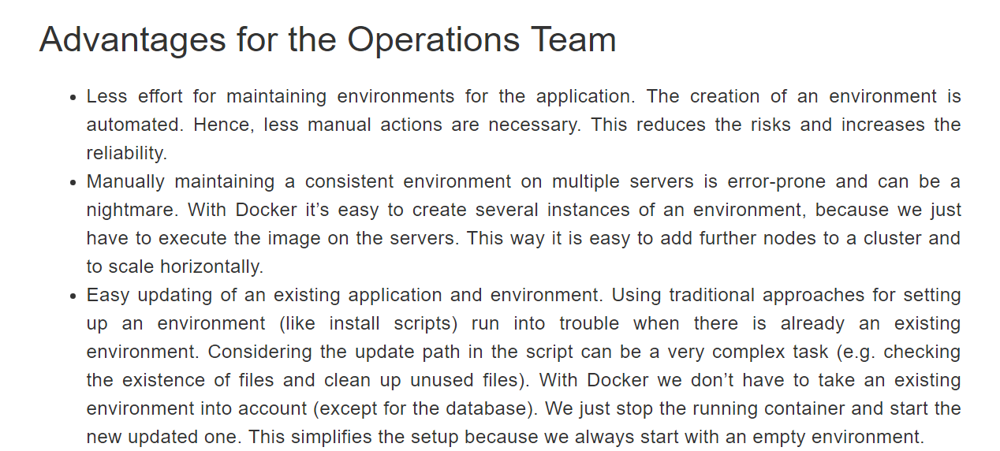 Advantages for the Operations Team
• Less effort for maintaining environments for the application. The creation of an environment is
automated. Hence, less manual actions are necessary. This reduces the risks and increases the
reliability.
• Manually maintaining a consistent environment on multiple servers is error-prone and can be a
nightmare. With Docker it’s easy to create several instances of an environment, because we just
have to execute the image on the servers. This way it is easy to add further nodes to a cluster and
to scale horizontally.
• Easy updating of an existing application and environment. Using traditional approaches for setting
up an environment (like install scripts) run into trouble when there is already an existing
environment. Considering the update path in the script can be a very complex task (e.g. checking
the existence of files and clean up unused files). With Docker we don’t have to take an existing
environment into account (except for the database). We just stop the running container and start the
new updated one. This simplifies the setup because we always start with an empty environment.